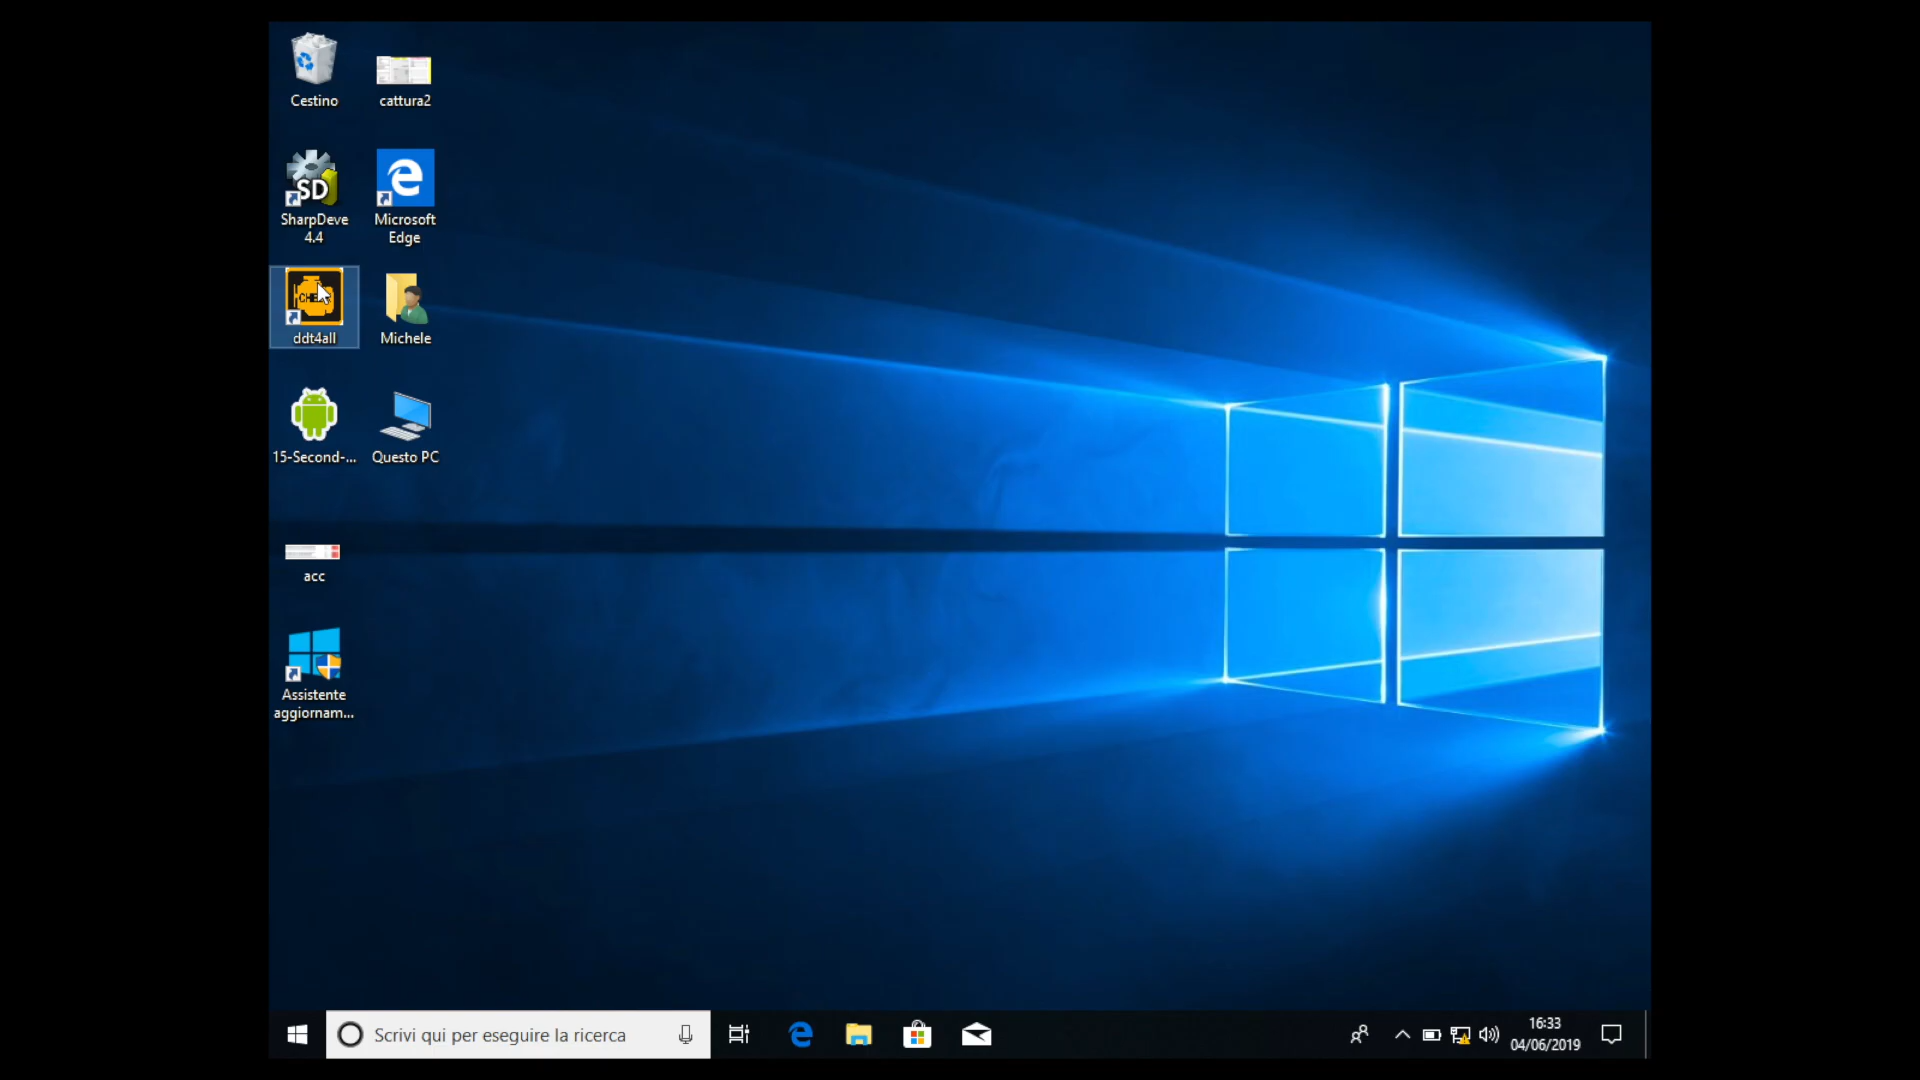 Cestino
cattura2
SD
SharpDeve
4.4
Microsoft
Edge
ddt4all
Michele
15-Second-...
Questo PC
acc
Assistente
aggiornam...
Scrivi qui per eseguire la ricerca
16:33
04/06/2019